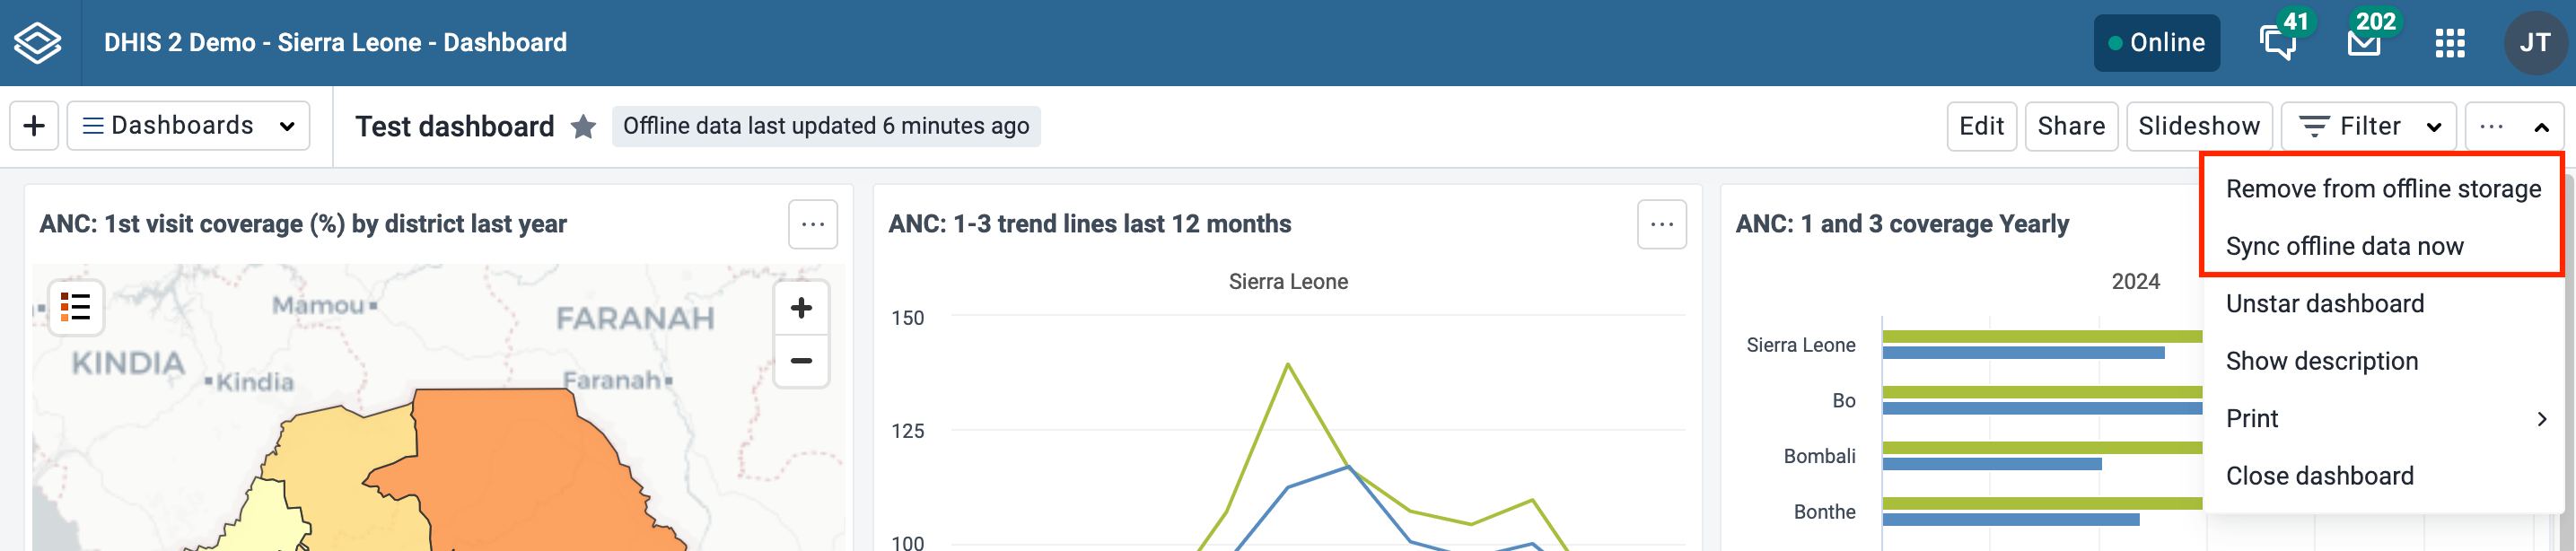 DHIS 2 Demo - Sierra Leone - Dashboard
Online
41
202
JT
Dashboards
Test dashboard
Offline data last updated 6 minutes ago
Edit
Share
Slideshow
Filter
Remove from offline storage
Sync offline data now
Unstar dashboard
Show description
Print
Close dashboard
ANC: 1st visit coverage (%) by district last year
Mamou
FARANAH
KINDIA
Kindia
Faranah
ANC: 1-3 trend lines last 12 months
Sierra Leone
150
125
100
ANC: 1 and 3 coverage Yearly
2024
Sierra Leone
Bo
Bombali
Bonthe